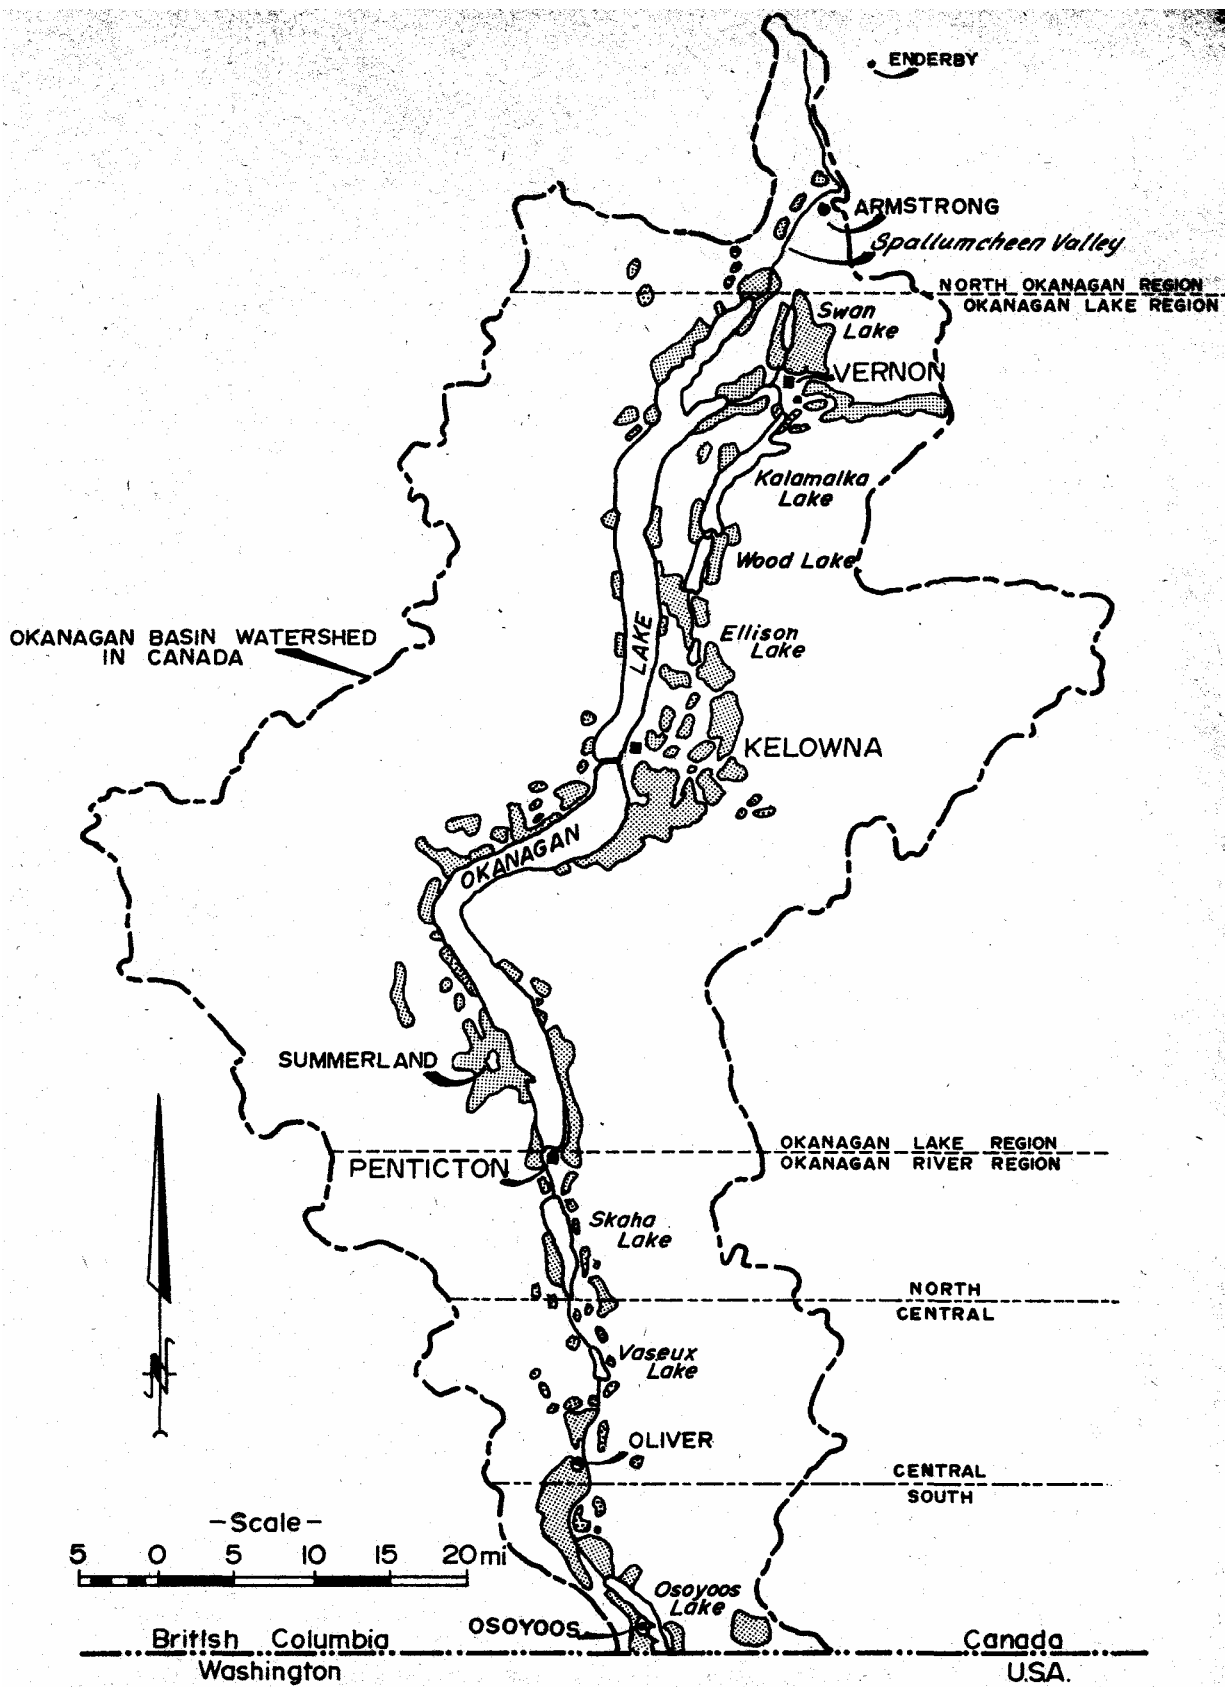 ENDERBY
ARMSTRONG
Spallumcheen Valley
NORTH OKANAGAN REGION
OKANAGAN LAKE REGION
Swan
Lake
VERNON
Kalamalka
Lake
Wood Lake
OKANAGAN BASIN WATERSHED
IN CANADA
LAKE
Ellison
Lake
KELOWNA
OKANAGAN
SUMMERLAND
OKANAGAN LAKE REGION
OKANAGAN RIVER REGION
PENTICTON
Skaha
Lake
NORTH
CENTRAL
Vaseux
Lake
OLIVER
CENTRAL
SOUTH
-Scale-
5 0 5 10 15 20 mi
Osoyoos
Lake
OSOYOOS
British Columbia
Canada
Washington
U.S.A.